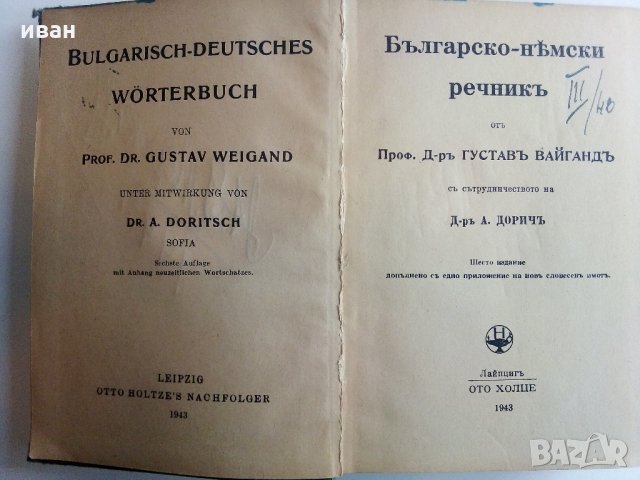 иван
BULGARISCH-DEUTSCHES
WÖRTERBUCH
VON
PROF. DR. GUSTAV WEIGAND
UNTER MITWIRKUNG VON
DR. A. DORITSCH
SOFIA
Sechste Auflage
mit Anhang neuzeitlichen Wortschatzes.
LEIPZIG
OTTO HOLTZE'S NACHFOLGER
1943
Българско-нѣмски
речникъ
III/40
отъ
Проф. Д-ръ ГУСТАВЪ ВАЙГАНДЪ
съ сътрудничеството на
Д-ръ А. ДОРИЧЪ
Шесто издание
допълнено съ едно приложение на новъ словесенъ имотъ.
Лайпцигъ
ОТО ХОЛЦЕ
1943
BAZAR